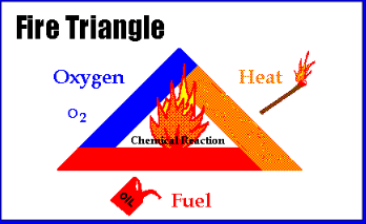 Fire Triangle
Oxygen
Heat
O2
Chemical Reaction
OIL
Fuel